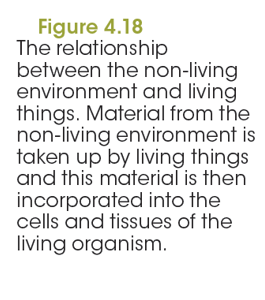 Figure 4.18
The relationship
between the non-living
environment and living
things. Material from the
non-living environment is
taken up by living things
and this material is then
incorporated into the
cells and tissues of the
living organism.